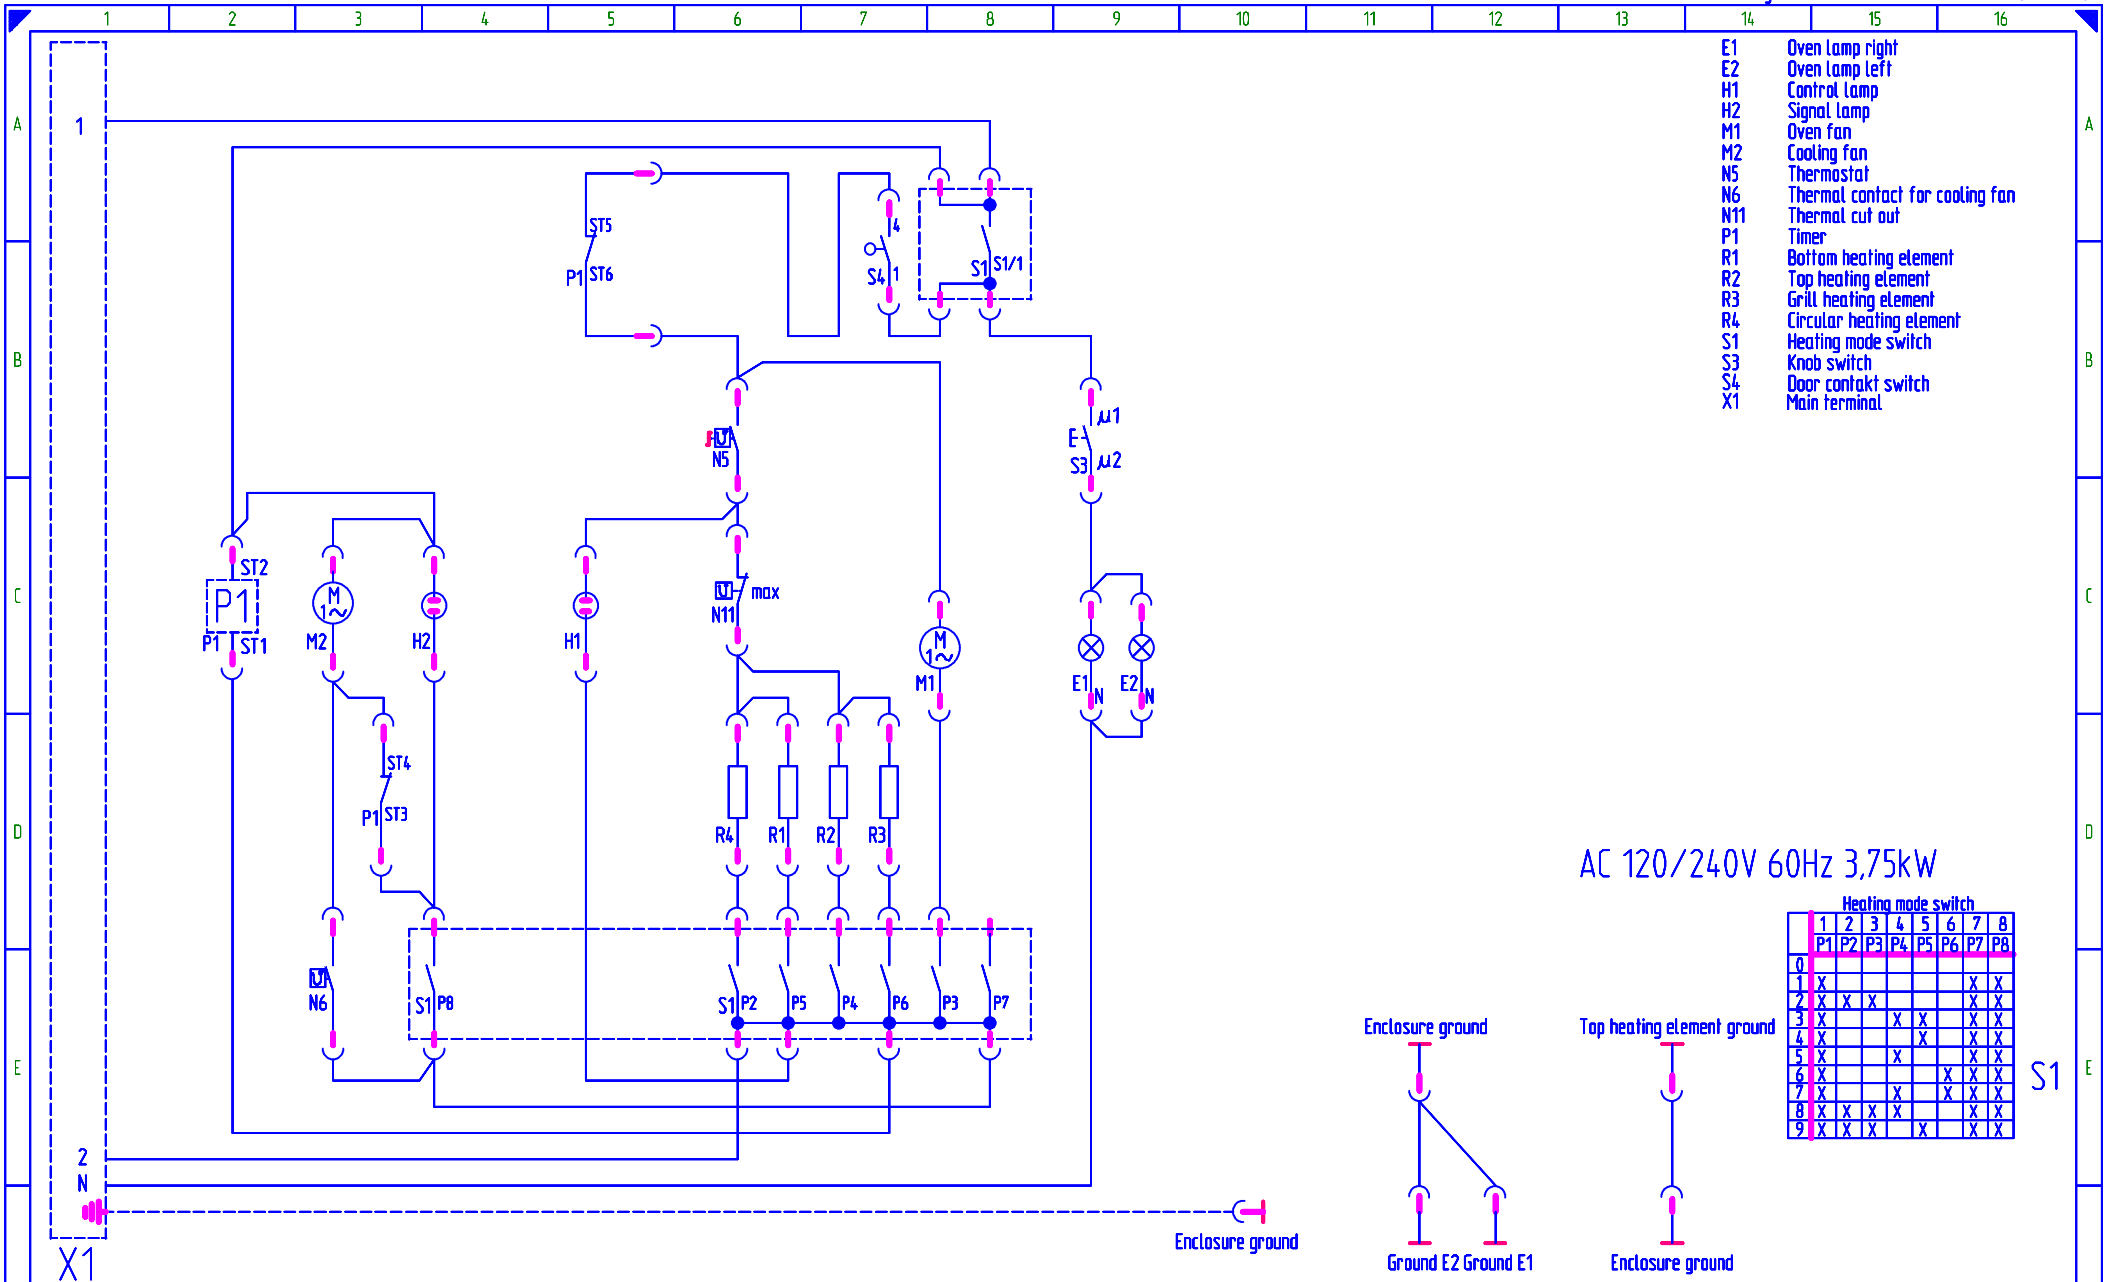 1 2 3 4 5 6 7 8 9 10 11 12 13 14 15 16
E1 Oven lamp right
E2 Oven lamp left
H1 Control lamp
H2 Signal lamp
M1 Oven fan
M2 Cooling fan
N5 Thermostat
N6 Thermal contact for cooling fan
N11 Thermal cut out
P1 Timer
R1 Bottom heating element
R2 Top heating element
R3 Grill heating element
R4 Circular heating element
S1 Heating mode switch
S3 Knob switch
S4 Door contakt switch
X1 Main terminal
A 1 A
ST5 4
P1 ST6 S4 1 S1 S1/1
B B
µ1
N5 S3 µ2
ST2
C P1 M 1~ max C
P1 ST1 M2 H2 H1 N11 M 1~
M1 E1 N E2 N
ST4
P1 ST3
D R4 R1 R2 R3 D
AC 120/240V 60Hz 3,75kW
Heating mode switch
1 2 3 4 5 6 7 8
P1 P2 P3 P4 P5 P6 P7 P8
0
1 X X X
2 X X X X X
3 X X X X X
4 X X X X
5 X X X X
6 X X X X
7 X X X X X
8 X X X X X X
9 X X X X X X
S1
N6 S1 P8 S1 P2 P5 P4 P6 P3 P7
Enclosure ground Top heating element ground
E E
2
N
Enclosure ground
Ground E2 Ground E1 Enclosure ground
X1